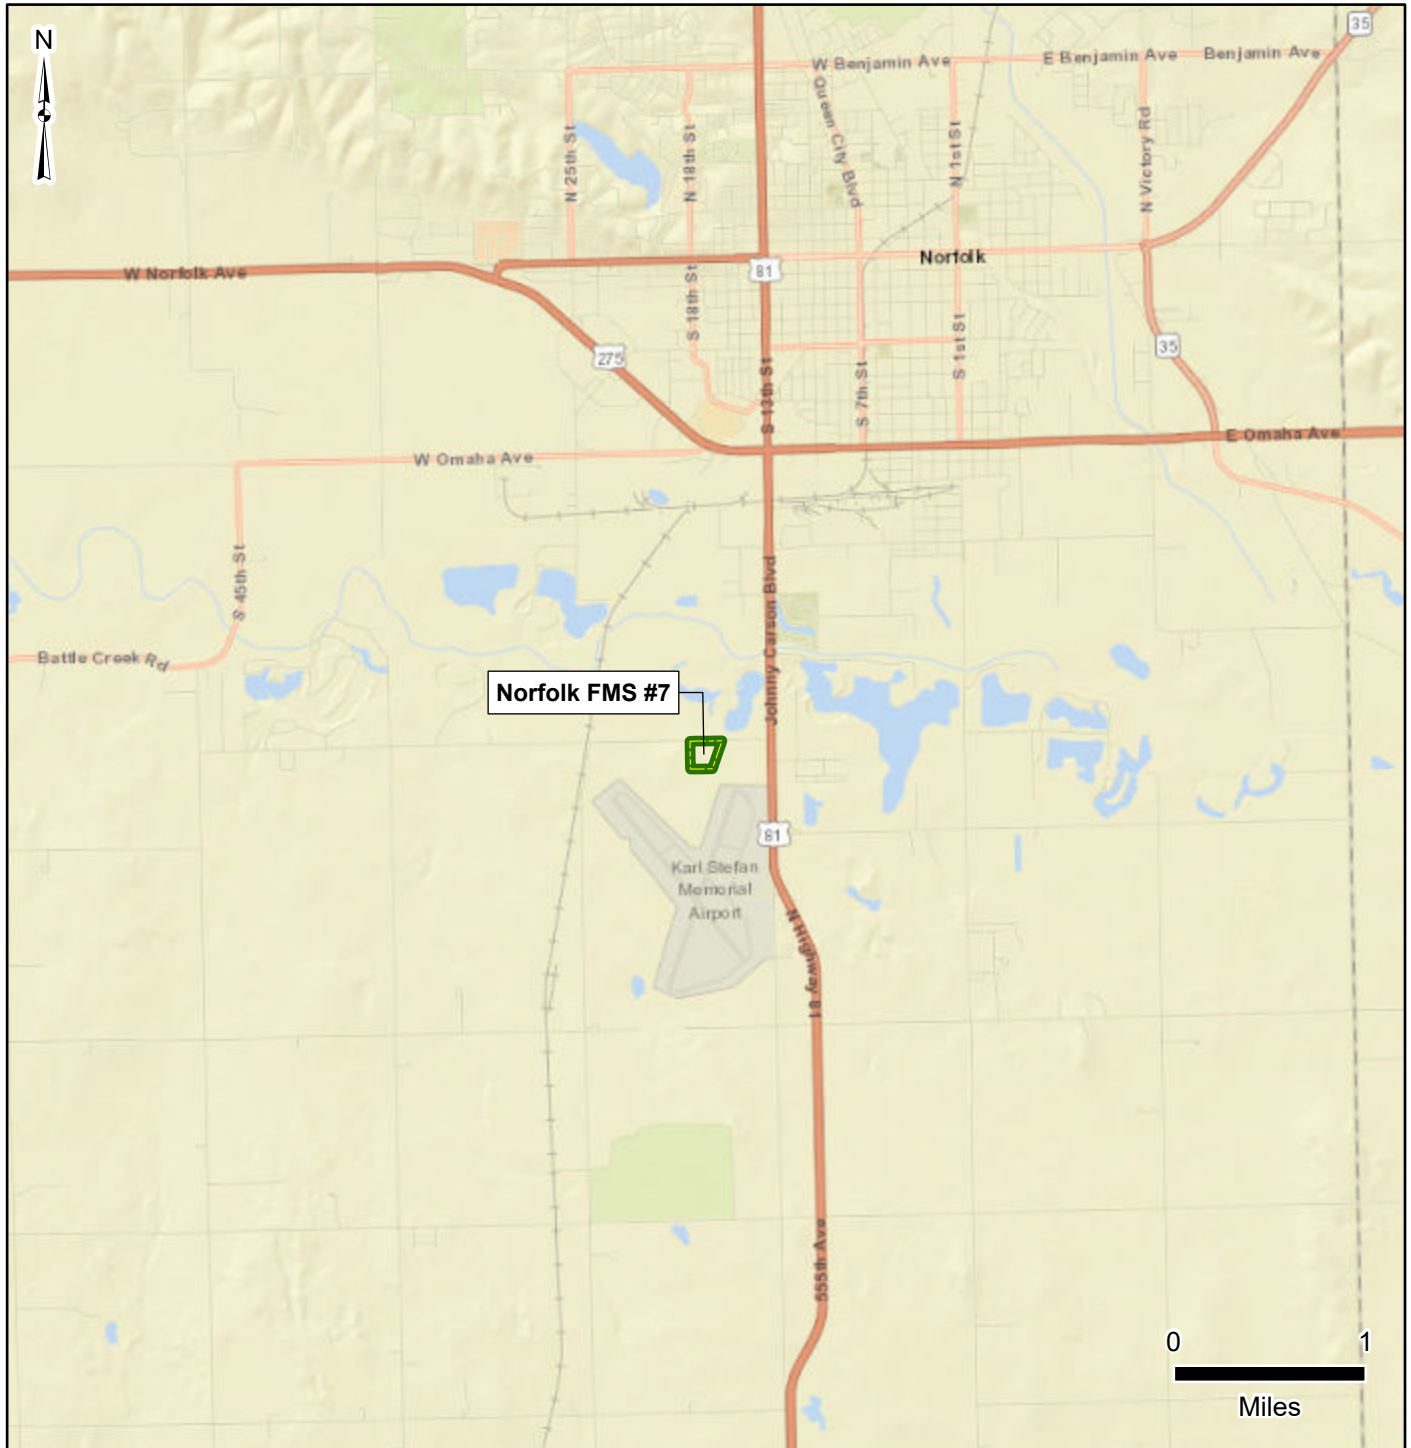 N
35
W Benjamin Ave
E Benjamin Ave
Benjamin Ave
Queen City Blvd
N 25th St
N 18th St
N 1st St
N Victory Rd
W Norfolk Ave
81
Norfolk
S 18th St
275
S 13th St
S 7th St
S 1st St
35
W Omaha Ave
E Omaha Ave
S 45th St
Johnny Carson Blvd
Battle Creek Rd
Norfolk FMS #7
81
Karl Stefan
Memorial
Airport
N Highway 81
555th Ave
0 1
Miles